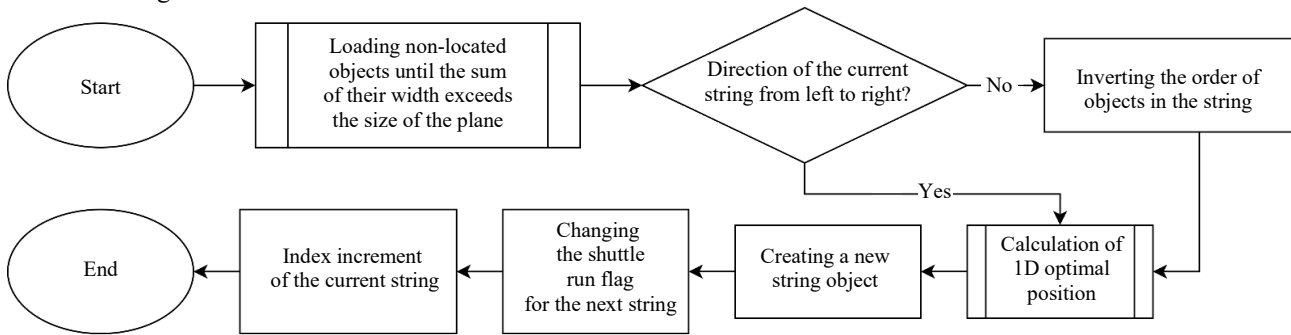 Start
Loading non-located
objects until the sum
of their width exceeds
the size of the plane
Direction of the current
string from left to right?
No
Inverting the order of
objects in the string
Yes
Calculation of
1D optimal
position
Creating a new
string object
Changing
the shuttle
run flag
for the next string
Index increment
of the current string
End